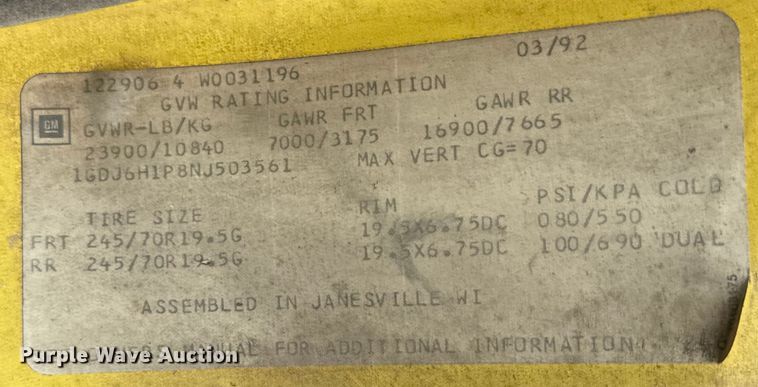 03/92
122906 4 W0031196
GVW RATING INFORMATION
GM
GVWR-LB/KG GAWR FRT GAWR RR
23900/10840 7000/3175 16900/7665
1GDJ6H1P8NJ503561 MAX VERT CG=70
TIRE SIZE RIM PSI/KPA COLD
FRT 245/70R19.5G 19.5X6.75DC 080/550
RR 245/70R19.5G 19.5X6.75DC 100/690 DUAL
ASSEMBLED IN JANESVILLE WI
MANUAL FOR ADDITIONAL INFORMATION
Purple Wave Auction